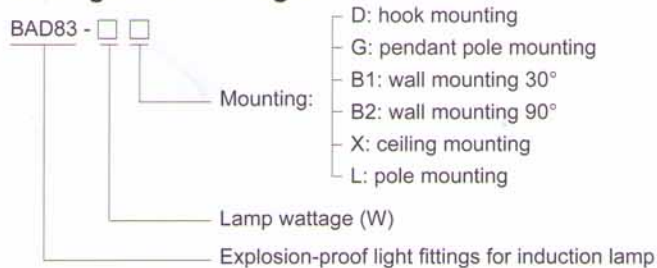 BAD83 - □ □
D: hook mounting
G: pendant pole mounting
B1: wall mounting 30°
Mounting:
B2: wall mounting 90°
X: ceiling mounting
L: pole mounting
Lamp wattage (W)
Explosion-proof light fittings for induction lamp